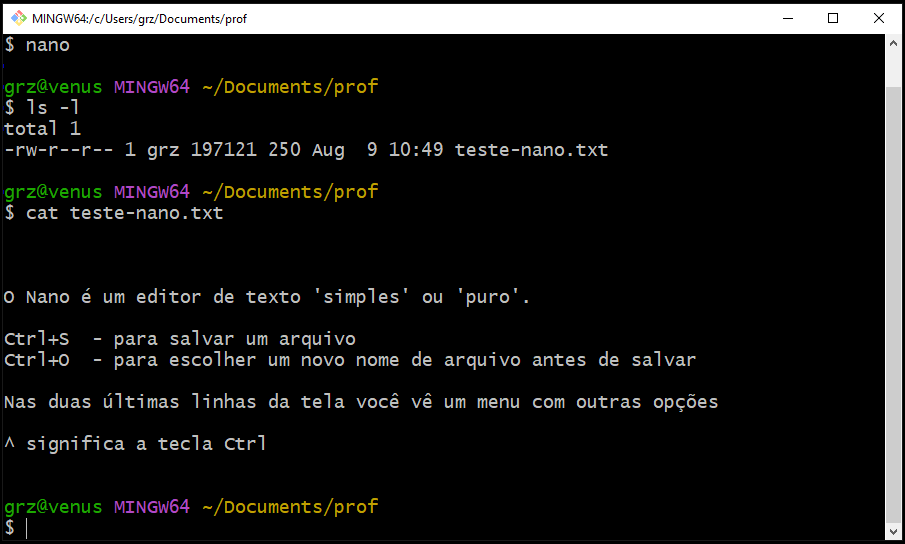 MINGW64:/c/Users/grz/Documents/prof
$ nano
grz@venus MINGW64 ~/Documents/prof
$ ls -l
total 1
-rw-r--r-- 1 grz 197121 250 Aug  9 10:49 teste-nano.txt
grz@venus MINGW64 ~/Documents/prof
$ cat teste-nano.txt
O Nano é um editor de texto 'simples' ou 'puro'.
Ctrl+S  - para salvar um arquivo
Ctrl+O  - para escolher um novo nome de arquivo antes de salvar
Nas duas últimas linhas da tela você vê um menu com outras opções
^ significa a tecla Ctrl
grz@venus MINGW64 ~/Documents/prof
$